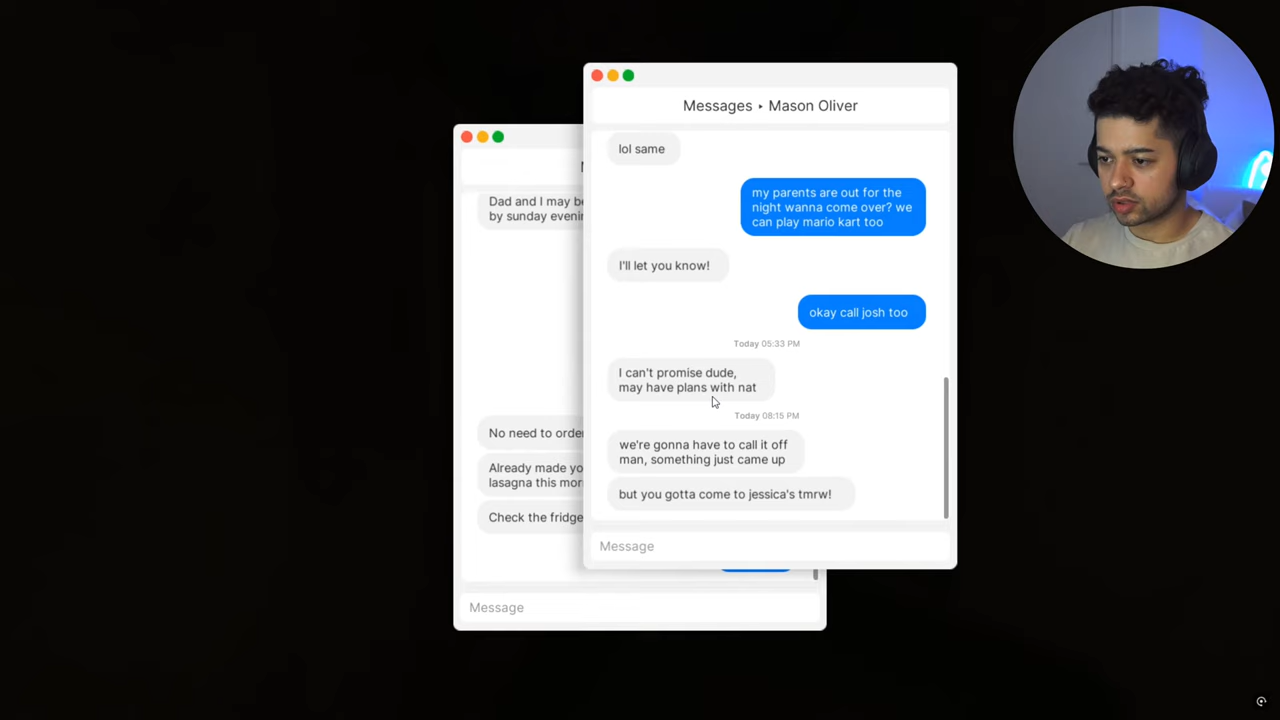 Messages ▸ Mason Oliver
lol same
my parents are out for the
night wanna come over? we
can play mario kart too
I'll let you know!
okay call josh too
Today 05:33 PM
I can't promise dude,
may have plans with nat
Today 08:15 PM
we're gonna have to call it off
man, something just came up
but you gotta come to jessica's tmrw!
Message
Dad and I may be
by sunday
No need to
Already made
lasagna this
Check the fridge
Message